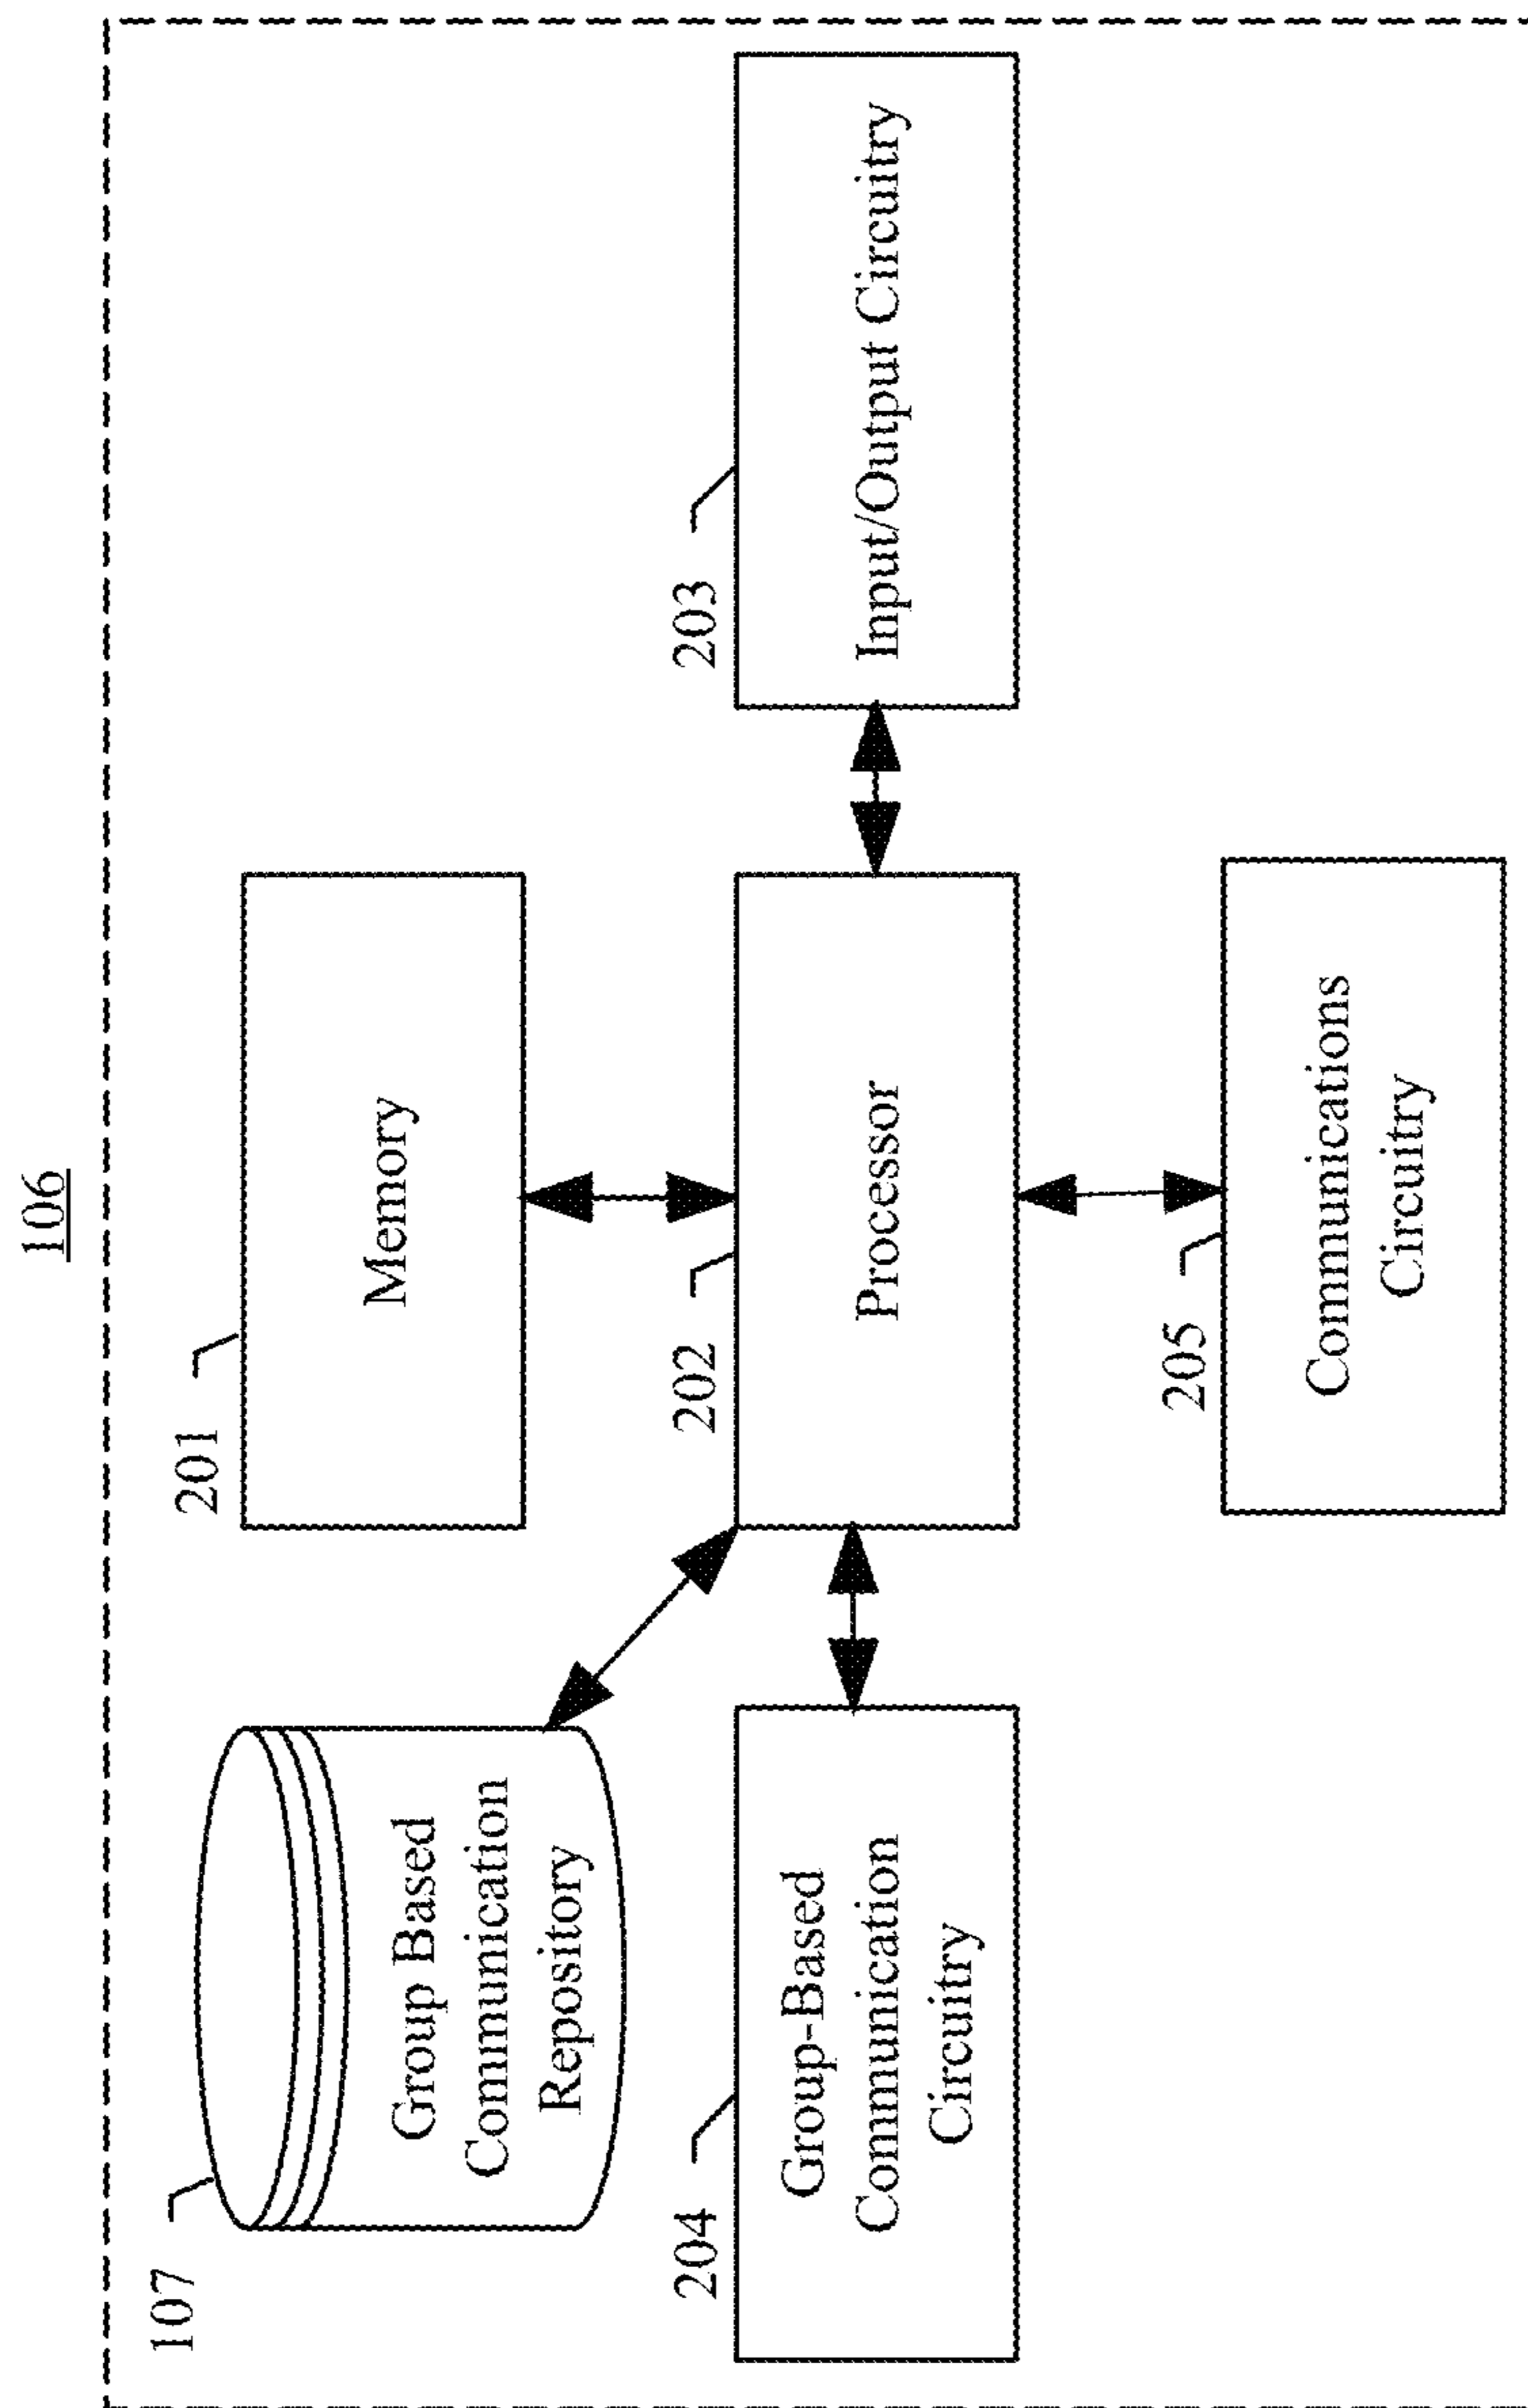 106
107
Group Based
Communication
Repository
201
Memory
204
Group-Based
Communication
Circuitry
202
Processor
203
Input/Output Circuitry
205
Communications
Circuitry